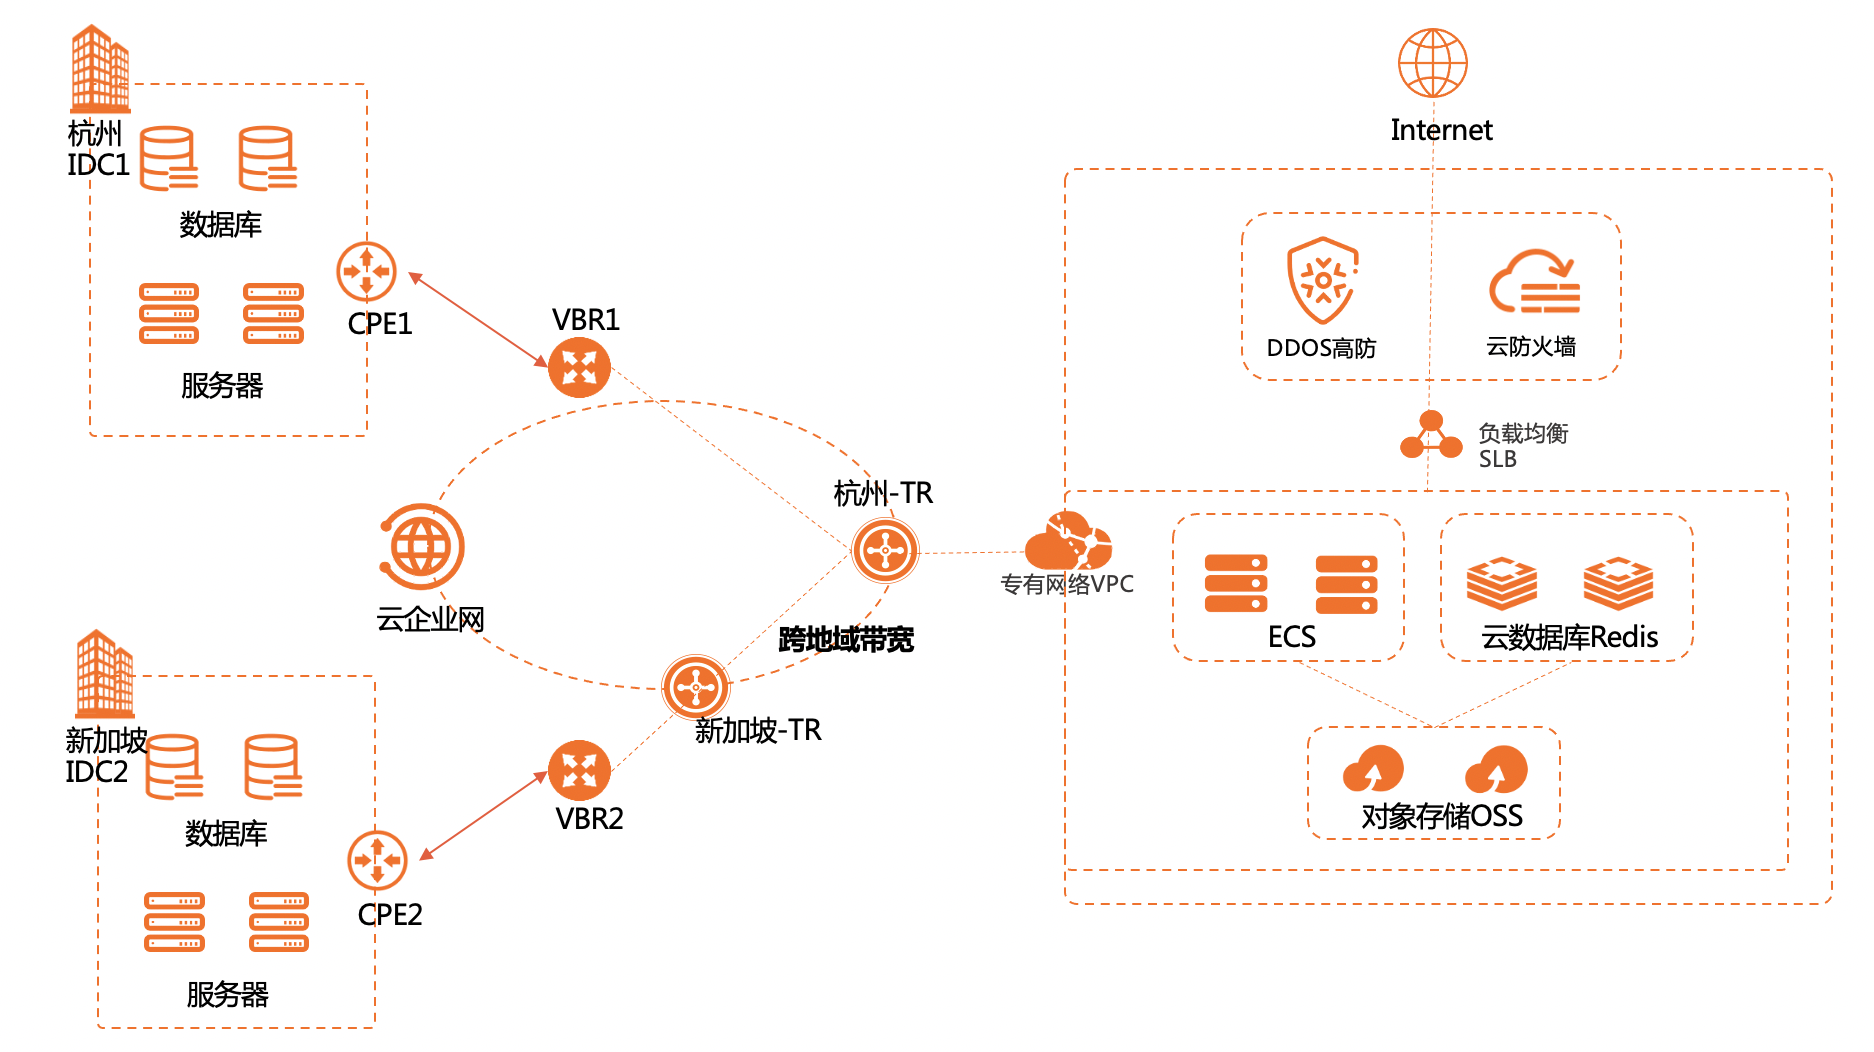 杭州
IDC1
数据库
服务器
CPE1
VBR1
云企业网
杭州-TR
跨地域带宽
新加坡-TR
新加坡
IDC2
数据库
服务器
CPE2
VBR2
Internet
DDOS高防
云防火墙
负载均衡
SLB
专有网络VPC
ECS
云数据库Redis
对象存储OSS